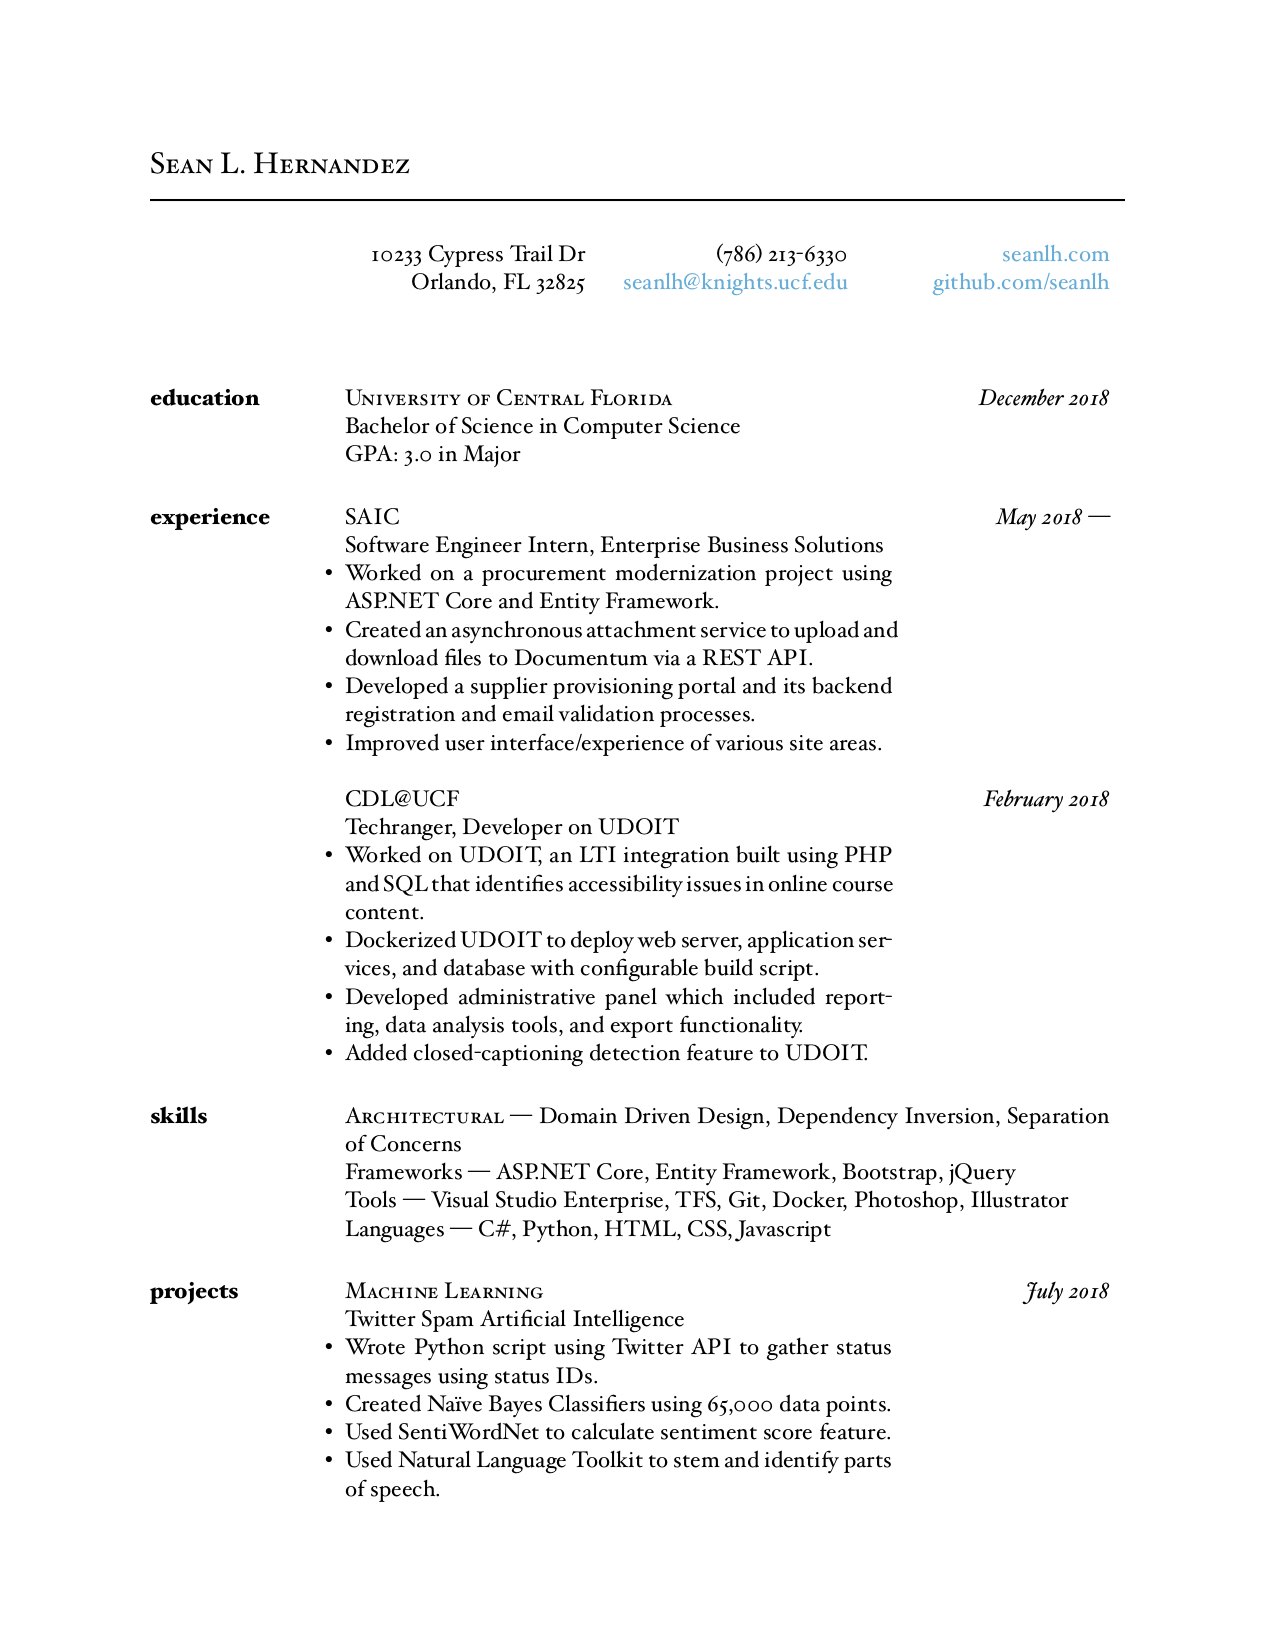 Sean L. Hernandez
10233 Cypress Trail Dr (786) 213-6330 seanlh.com
Orlando, FL 32825 seanlh@knights.ucf.edu github.com/seanlh
education University of Central Florida December 2018
Bachelor of Science in Computer Science
GPA: 3.0 in Major
experience SAIC May 2018 —
Software Engineer Intern, Enterprise Business Solutions
• Worked on a procurement modernization project using
ASP.NET Core and Entity Framework.
• Created an asynchronous attachment service to upload and
download files to Documentum via a REST API.
• Developed a supplier provisioning portal and its backend
registration and email validation processes.
• Improved user interface/experience of various site areas.
CDL@UCF February 2018
Techranger, Developer on UDOIT
• Worked on UDOIT, an LTI integration built using PHP
and SQL that identifies accessibility issues in online course
content.
• Dockerized UDOIT to deploy web server, application ser-
vices, and database with configurable build script.
• Developed administrative panel which included report-
ing, data analysis tools, and export functionality.
• Added closed-captioning detection feature to UDOIT.
skills Architectural — Domain Driven Design, Dependency Inversion, Separation
of Concerns
Frameworks — ASP.NET Core, Entity Framework, Bootstrap, jQuery
Tools — Visual Studio Enterprise, TFS, Git, Docker, Photoshop, Illustrator
Languages — C#, Python, HTML, CSS, Javascript
projects Machine Learning July 2018
Twitter Spam Artificial Intelligence
• Wrote Python script using Twitter API to gather status
messages using status IDs.
• Created Naïve Bayes Classifiers using 65,000 data points.
• Used SentiWordNet to calculate sentiment score feature.
• Used Natural Language Toolkit to stem and identify parts
of speech.